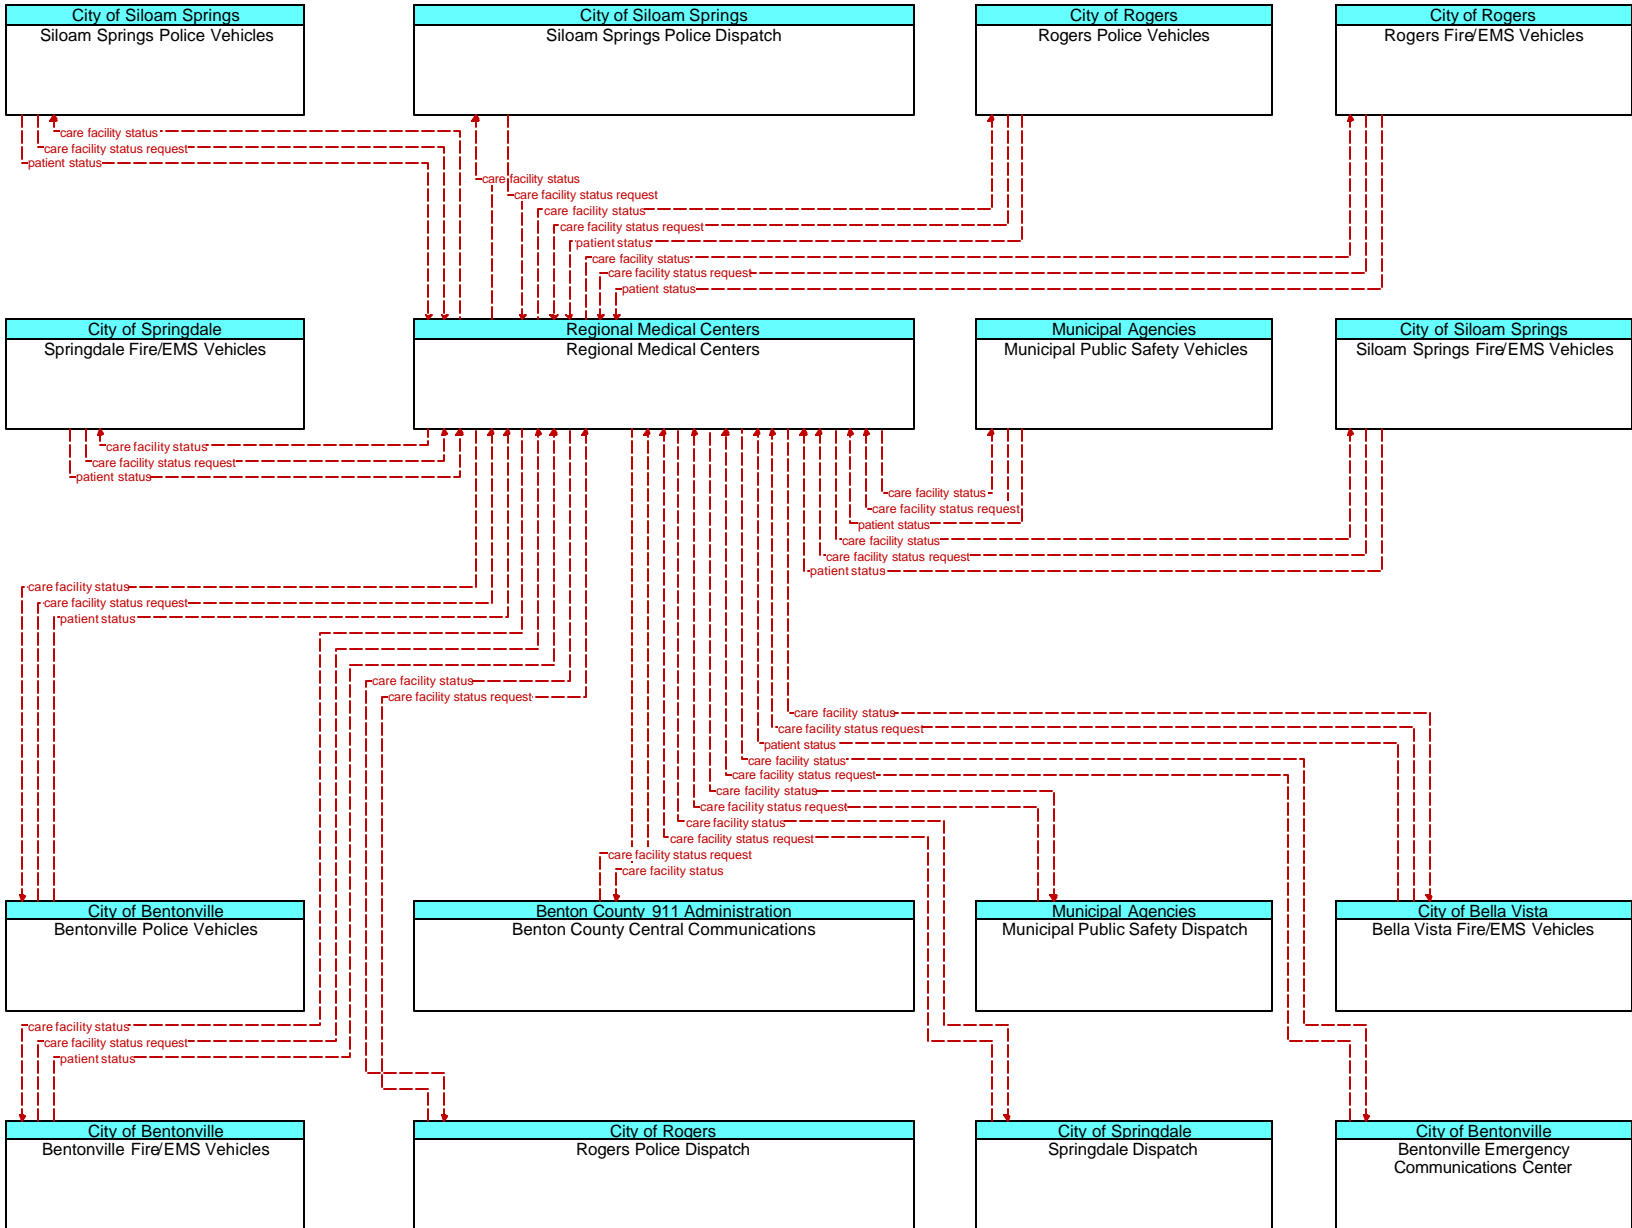 City of Siloam Springs
Siloam Springs Police Vehicles
City of Siloam Springs
Siloam Springs Police Dispatch
City of Rogers
Rogers Police Vehicles
City of Rogers
Rogers Fire/EMS Vehicles
care facility status
care facility status request
patient status
care facility status
care facility status request
care facility status
care facility status request
patient status
care facility status
care facility status request
patient status
City of Springdale
Springdale Fire/EMS Vehicles
Regional Medical Centers
Regional Medical Centers
Municipal Agencies
Municipal Public Safety Vehicles
City of Siloam Springs
Siloam Springs Fire/EMS Vehicles
care facility status
care facility status request
patient status
care facility status
care facility status request
patient status
care facility status
care facility status request
patient status
care facility status
care facility status request
patient status
care facility status
care facility status request
care facility status
care facility status request
patient status
care facility status
care facility status request
care facility status
care facility status request
care facility status
care facility status request
care facility status request
care facility status
City of Bentonville
Bentonville Police Vehicles
Benton County 911 Administration
Benton County Central Communications
Municipal Agencies
Municipal Public Safety Dispatch
City of Bella Vista
Bella Vista Fire/EMS Vehicles
care facility status
care facility status request
patient status
City of Bentonville
Bentonville Fire/EMS Vehicles
City of Rogers
Rogers Police Dispatch
City of Springdale
Springdale Dispatch
City of Bentonville
Bentonville Emergency
Communications Center